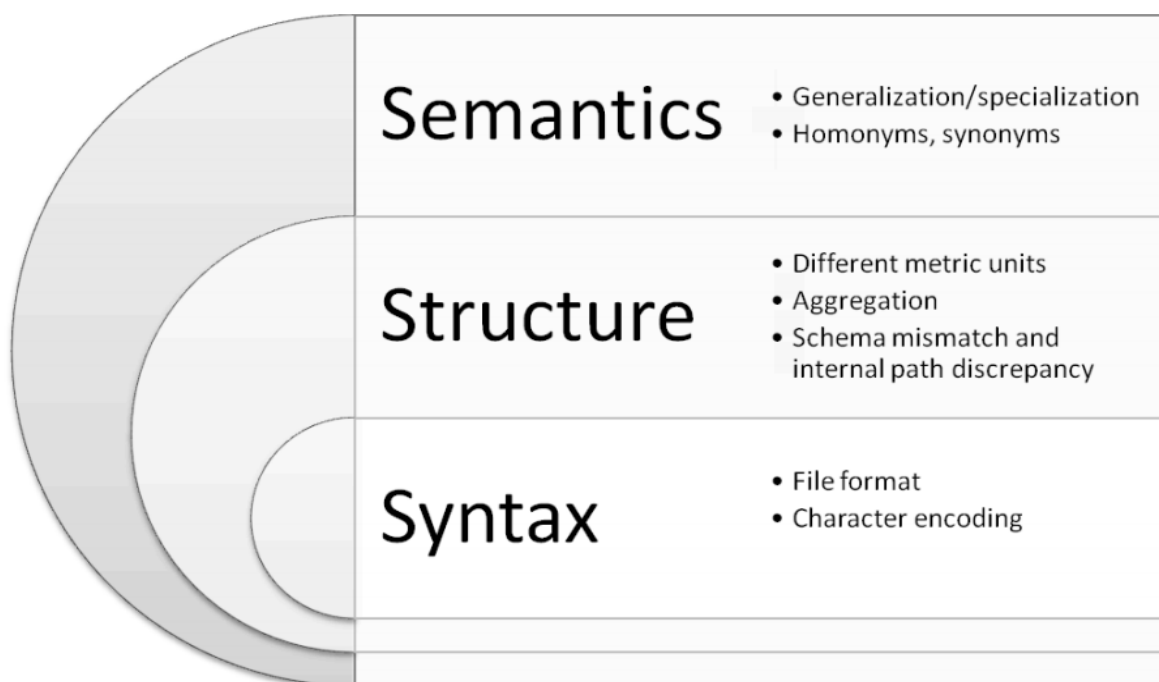 Semantics
• Generalization/specialization
• Homonyms, synonyms
Structure
• Different metric units
• Aggregation
• Schema mismatch and
internal path discrepancy
Syntax
• File format
• Character encoding